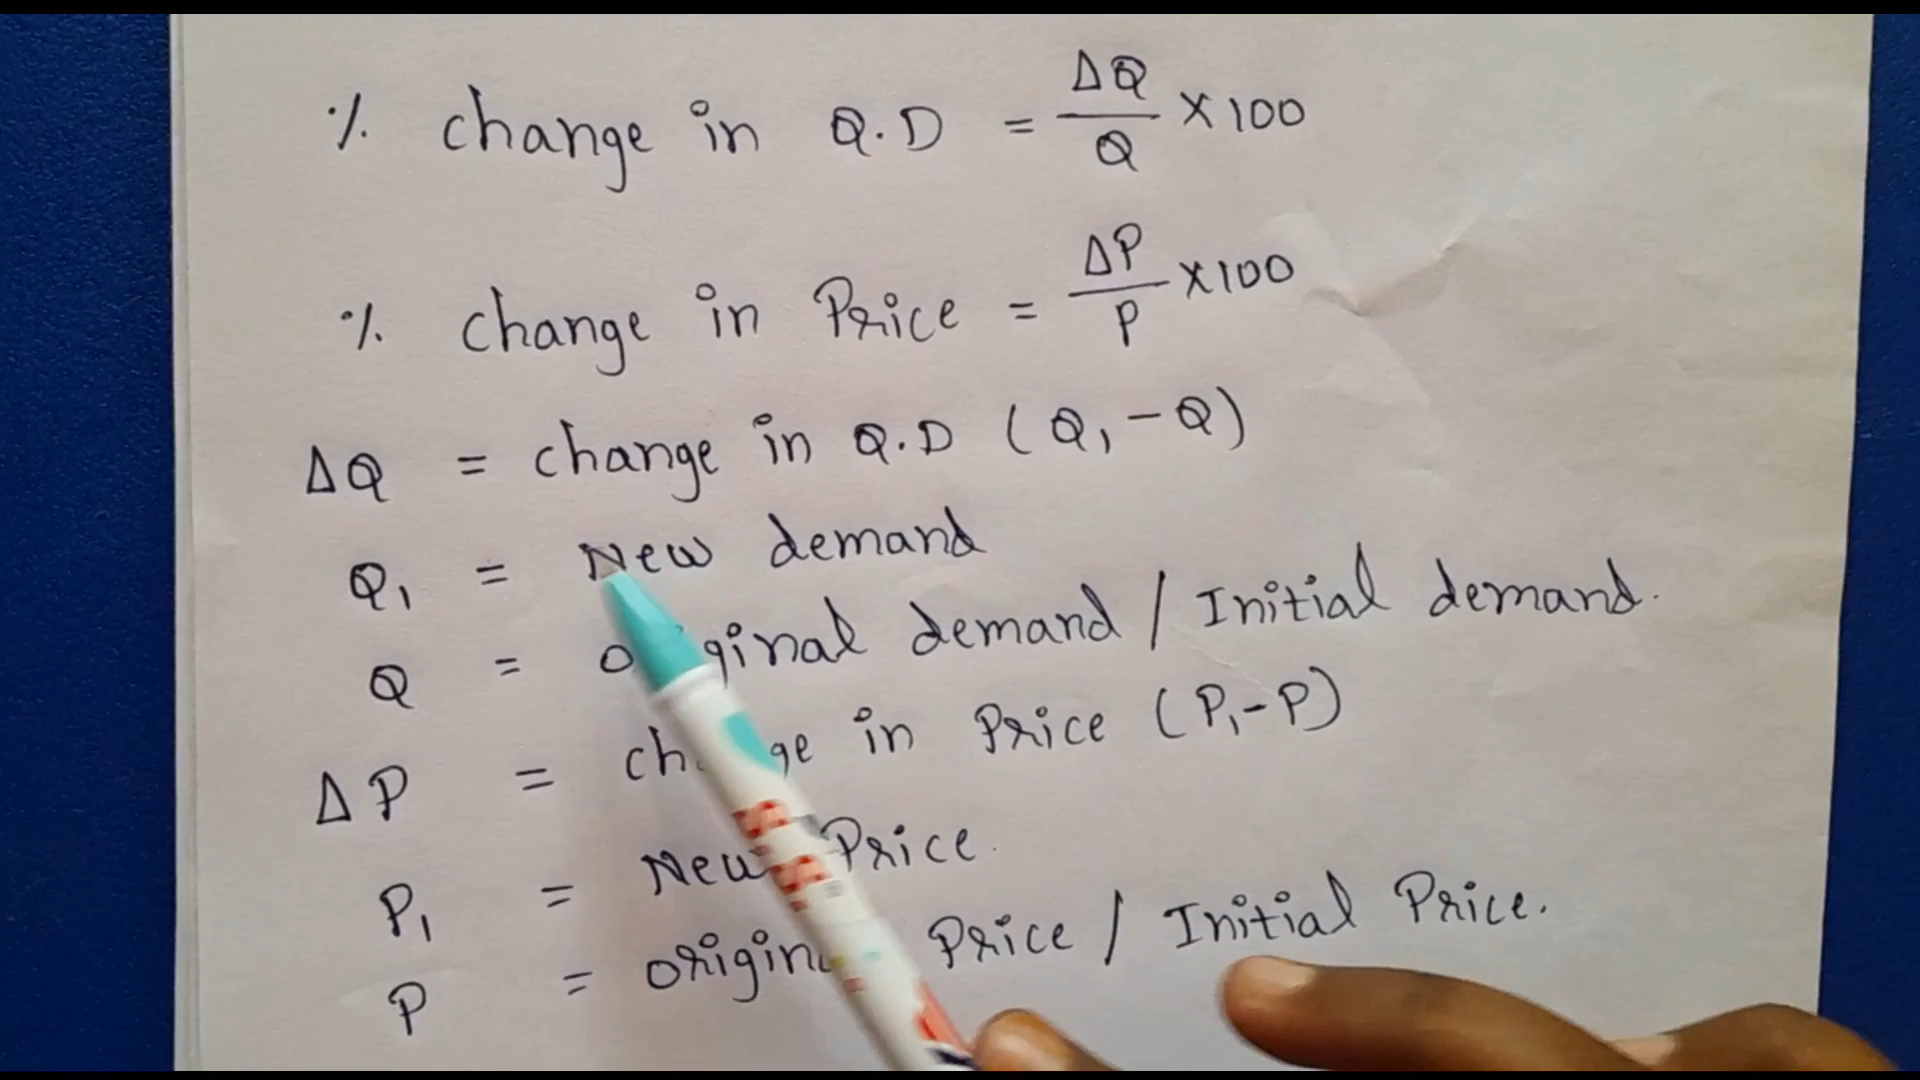 % change in Q.D = ΔQ/Q × 100
% change in Price = ΔP/P × 100
ΔQ = change in Q.D (Q₁ - Q)
Q₁ = New demand
Q = original demand / Initial demand.
ΔP = change in Price (P₁ - P)
P₁ = New Price.
P = original Price / Initial Price.